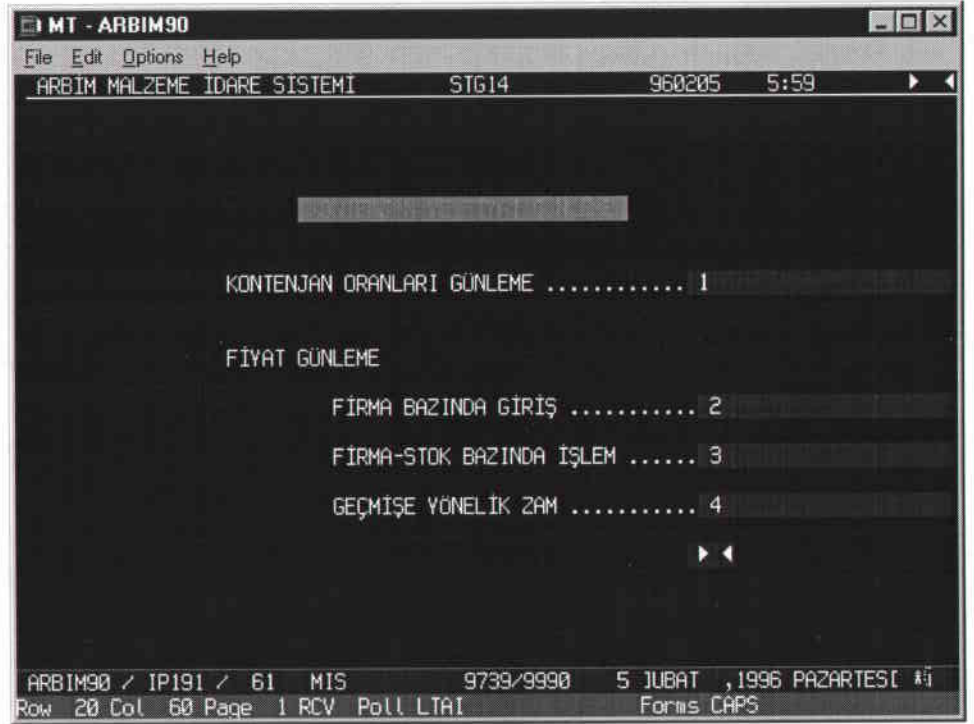 MT - ARBIM90
File Edit Options Help
ARBİM MALZEME İDARE SİSTEMİ STG14 960205 5:59
KONTENJAN ORANLARI GÜNLEME ............ 1
FİYAT GÜNLEME
FİRMA BAZINDA GİRİŞ ........... 2
FİRMA-STOK BAZINDA İŞLEM ...... 3
GEÇMİŞE YÖNELİK ZAM ........... 4
ARBIM90 / IP191 / 61 MIS 9739/9990 5 JUBAT ,1996 PAZARTESİ
Row 20 Col 60 Page 1 RCV Poll LTAI Forms CAPS